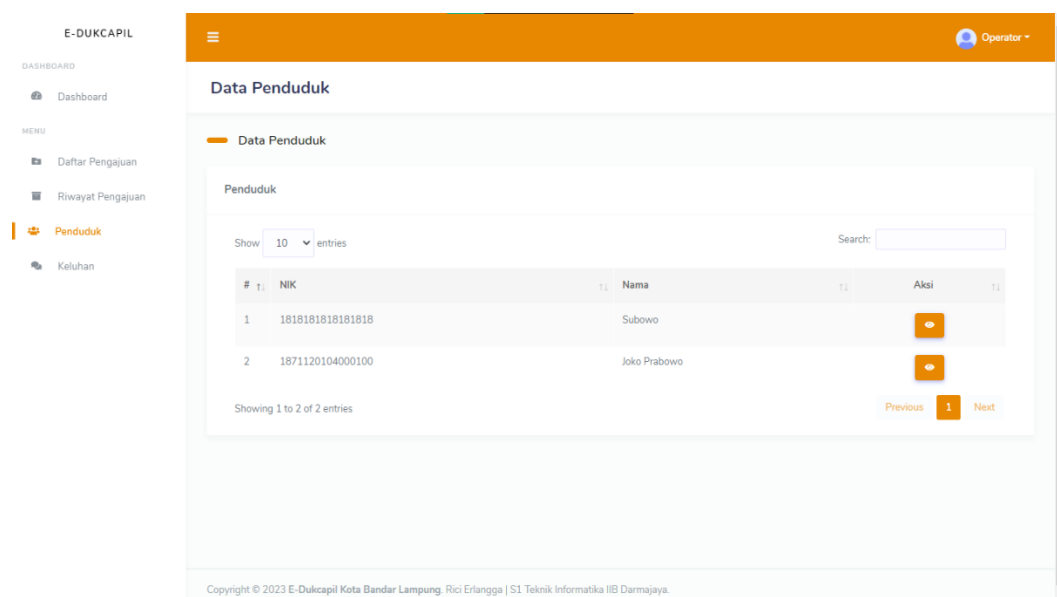 E-DUKCAPIL
DASHBOARD
Dashboard
MENU
Daftar Pengajuan
Riwayat Pengajuan
Penduduk
Keluhan
Operator
Data Penduduk
Data Penduduk
Penduduk
Show 10 entries
Search:
# NIK Nama Aksi
1 1818181818181818 Subowo
2 1871120104000100 Joko Prabowo
Showing 1 to 2 of 2 entries
Previous 1 Next
Copyright © 2023 E-Dukcapil Kota Bandar Lampung. Rici Erlangga | S1 Teknik Informatika IIB Darmajaya.